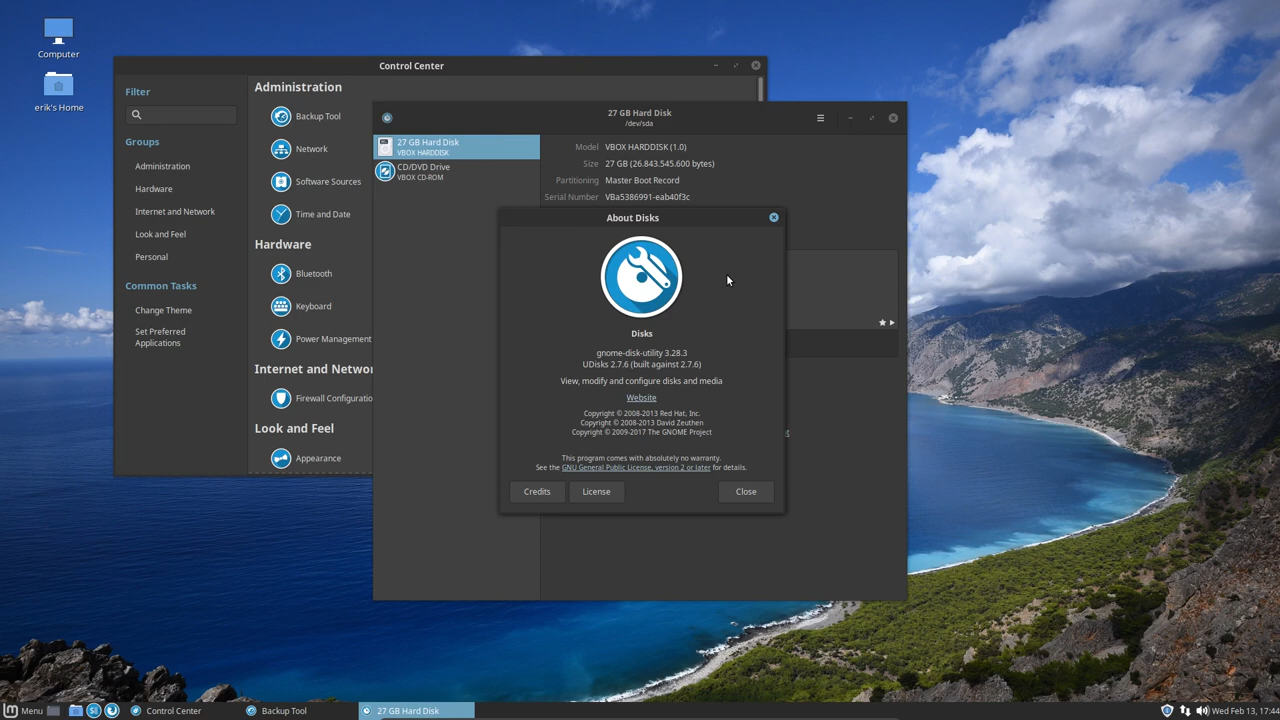 Computer
erik's Home
Control Center
Filter
Groups
Administration
Hardware
Internet and Network
Look and Feel
Personal
Common Tasks
Change Theme
Set Preferred
Applications
Administration
Backup Tool
Network
Software Sources
Time and Date
Hardware
Bluetooth
Keyboard
Power Management
Internet and Networ
Firewall Configuratio
Look and Feel
Appearance
27 GB Hard Disk
/dev/sda
27 GB Hard Disk
VBOX HARDDISK
CD/DVD Drive
VBOX CD-ROM
Model VBOX HARDDISK (1.0)
Size 27 GB (26.843.545.600 bytes)
Partitioning Master Boot Record
Serial Number VBa5386991-eab40f3c
About Disks
Disks
gnome-disk-utility 3.28.3
UDisks 2.7.6 (built against 2.7.6)
View, modify and configure disks and media
Website
Copyright © 2008-2013 Red Hat, Inc.
Copyright © 2008-2013 David Zeuthen
Copyright © 2009-2017 The GNOME Project
This program comes with absolutely no warranty.
See the GNU General Public License, version 2 or later for details.
Credits
License
Close
Menu
Control Center
Backup Tool
27 GB Hard Disk
Wed Feb 13, 17:44